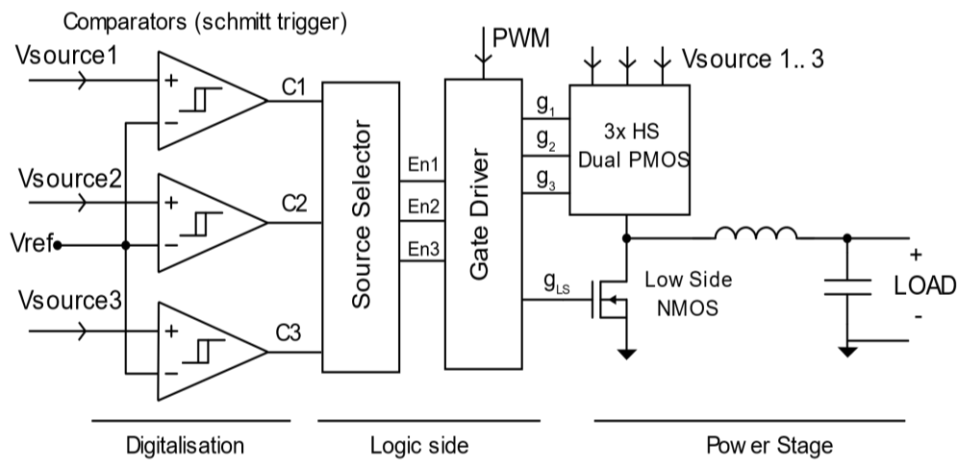 Comparators (schmitt trigger)
Vsource1
+
−
C1
Vsource2
+
−
C2
Vref
Vsource3
+
−
C3
Source Selector
En1
En2
En3
PWM
Gate Driver
g1
g2
g3
gLS
Vsource 1.. 3
3x HS
Dual PMOS
Low Side
NMOS
+
LOAD
-
Digitalisation
Logic side
Power Stage